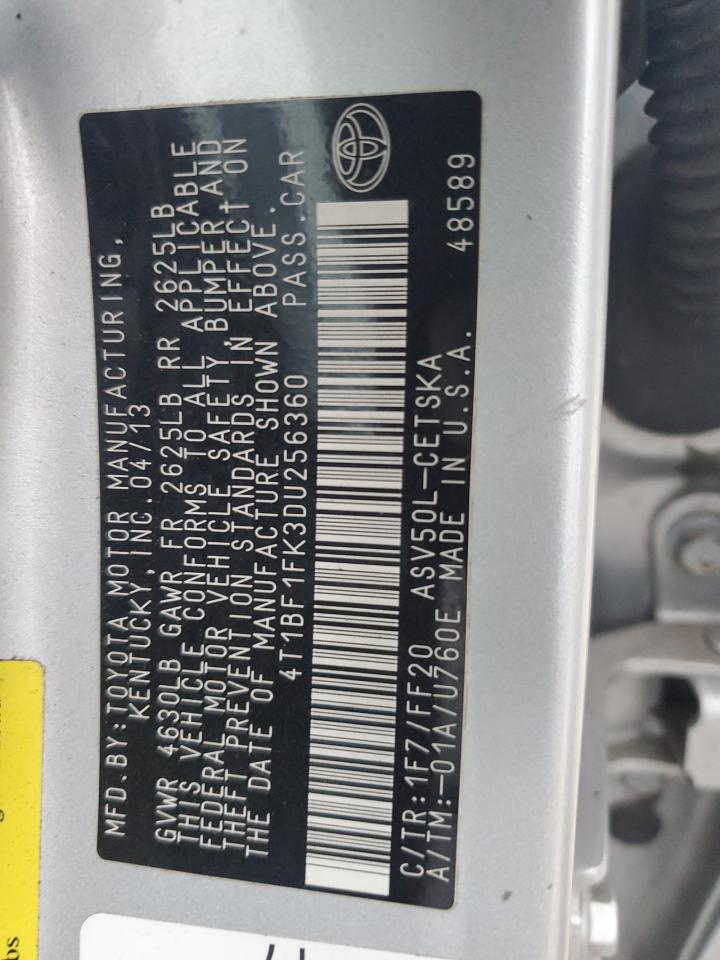 MFD.BY:TOYOTA MOTOR MANUFACTURING,
KENTUCKY,INC.04/13
GVWR 4630LB GAWR FR 2625LB RR 2625LB
THIS VEHICLE CONFORMS TO ALL APPLICABLE
FEDERAL MOTOR VEHICLE SAFETY,BUMPER,AND
THEFT PREVENTION STANDARDS IN EFFECT ON
THE DATE OF MANUFACTURE SHOWN ABOVE.
4T1BF1FK3DU256360 PASS.CAR
C/TR:1F7/FF20 ASV50L-CETSKA
A/TM:-01A/U760E MADE IN U.S.A. 48589